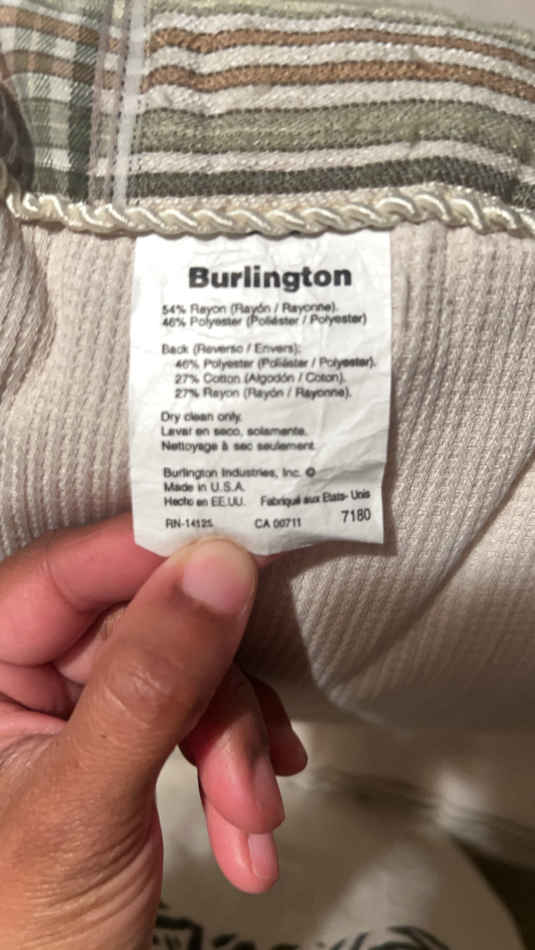 Burlington
54% Rayon (Rayón / Rayonne).
46% Polyester (Poliéster / Polyester)
Back (Reverso / Envers):
46% Polyester (Poliéster / Polyester).
27% Cotton (Algodón / Coton).
27% Rayon (Rayón / Rayonne).
Dry clean only.
Lavar en seco, solamente.
Nettoyage à sec seulement.
Burlington Industries, Inc. ©
Made in U.S.A.
Hecho en EE.UU. Fabriqué aux Etats- Unis
RN-14125 CA 00711 7180